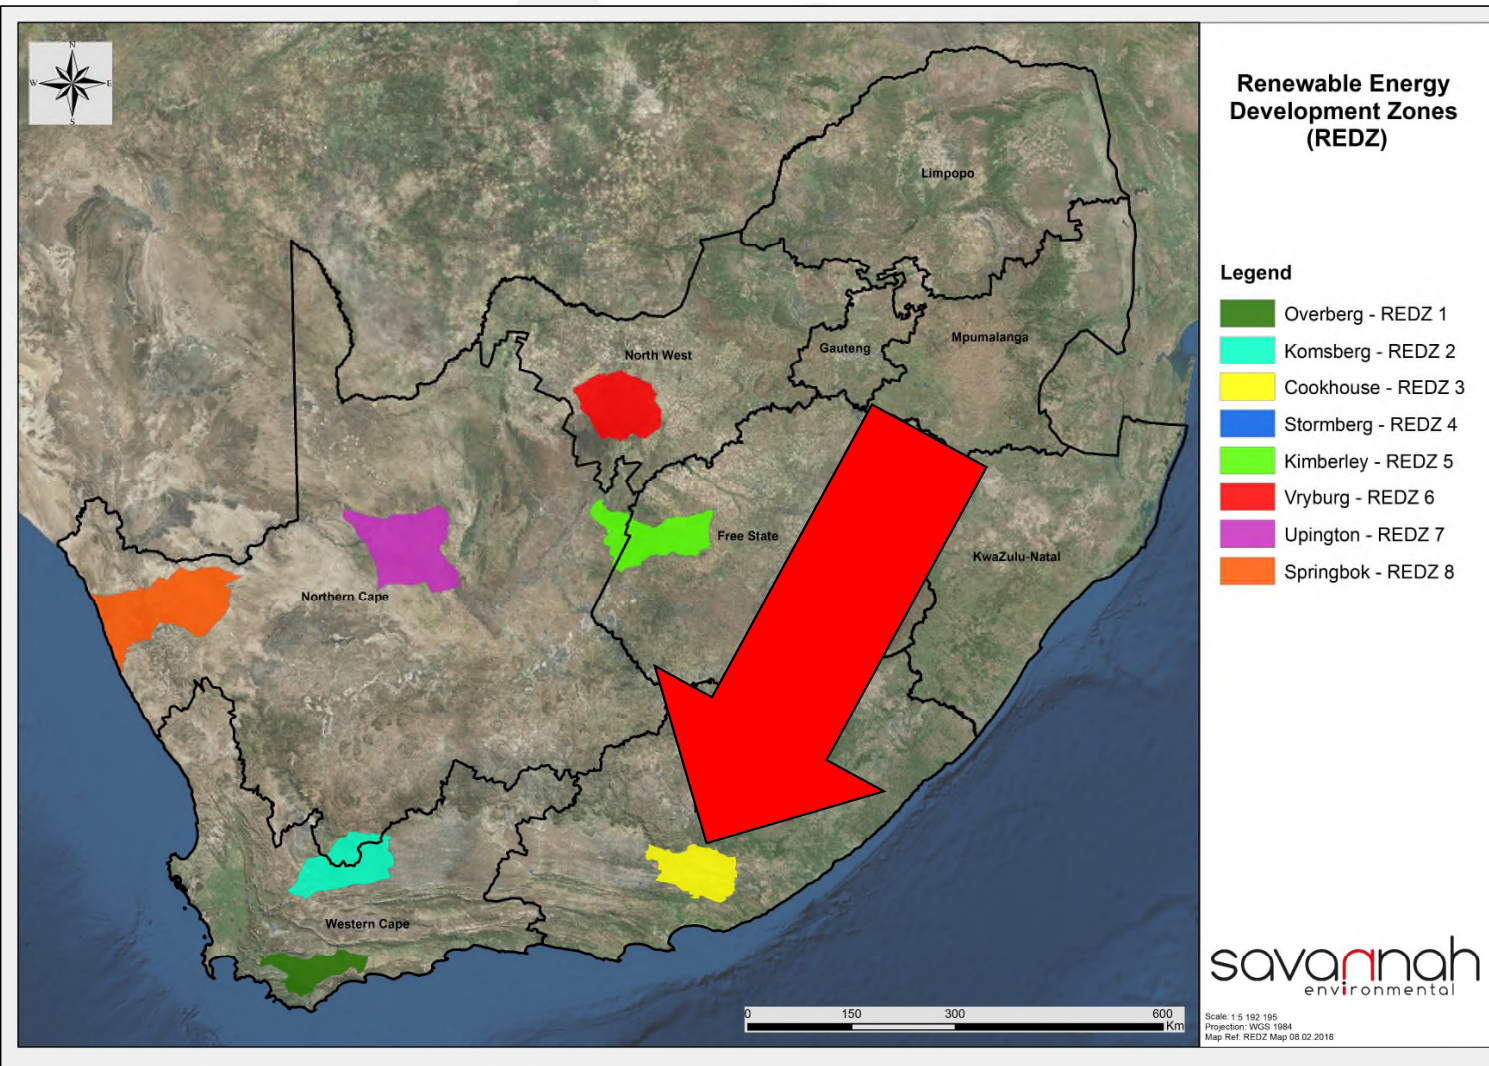 N
W
E
S
Limpopo
North West
Gauteng
Mpumalanga
Free State
KwaZulu-Natal
Northern Cape
Western Cape
0 150 300 600
Km
Renewable Energy
Development Zones
(REDZ)
Legend
Overberg - REDZ 1
Komsberg - REDZ 2
Cookhouse - REDZ 3
Stormberg - REDZ 4
Kimberley - REDZ 5
Vryburg - REDZ 6
Upington - REDZ 7
Springbok - REDZ 8
savannah
environmental
Scale: 1:5 192 195
Projection: WGS 1984
Map Ref: REDZ Map 08.02.2018